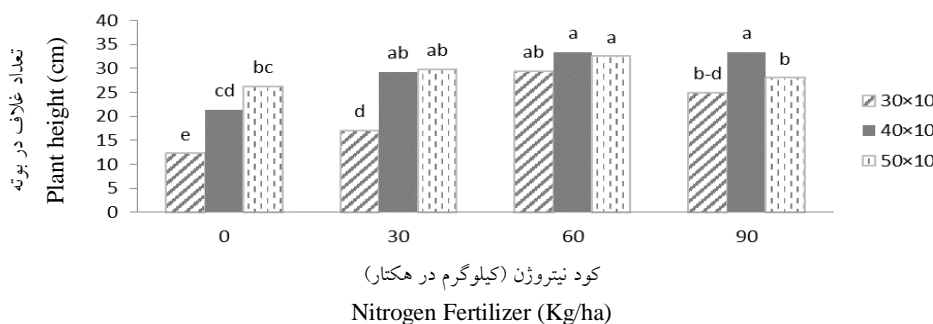 تعداد غلاف در بوته
Plant height (cm)
40
35
30
25
20
15
10
5
0
e
cd
bc
d
ab
ab
ab
a
a
b-d
a
b
0
30
60
90
30×10
40×10
50×10
کود نیتروژن (کیلوگرم در هکتار)
Nitrogen Fertilizer (Kg/ha)